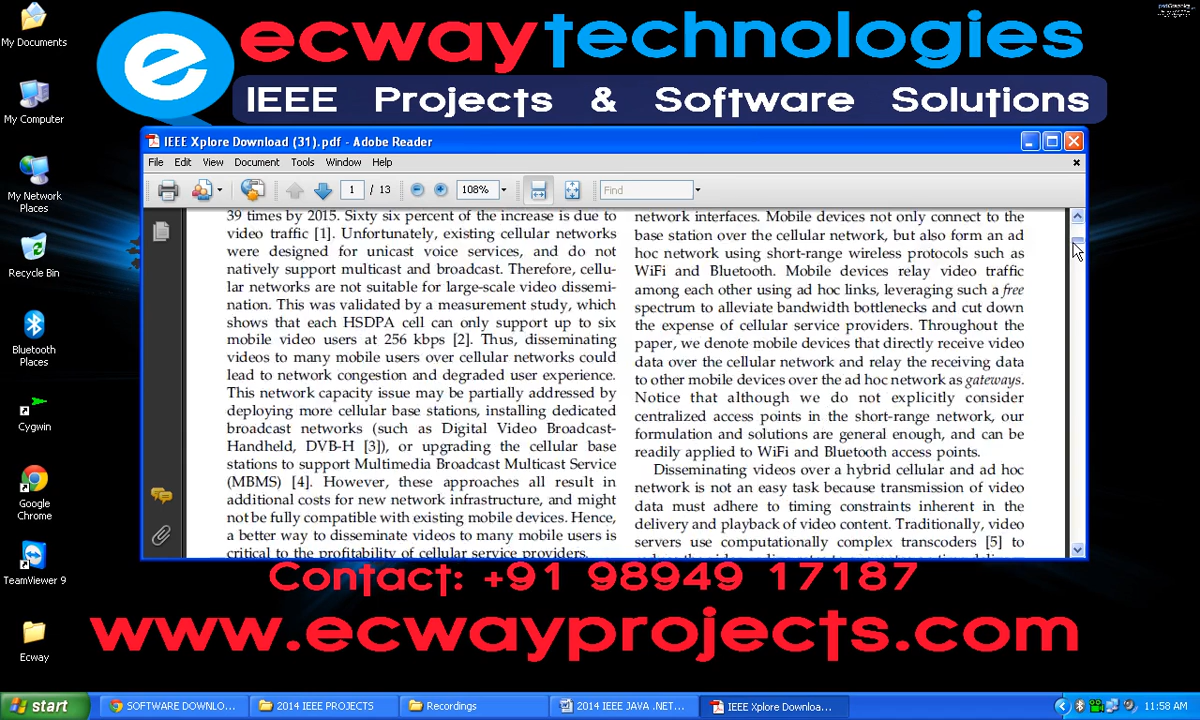 My Documents
My Computer
My Network
Places
Recycle Bin
Bluetooth
Places
Cygwin
Google
Chrome
TeamViewer 9
Ecway
e
ecwaytechnologies
IEEE Projects & Software Solutions
IEEE Xplore Download (31).pdf - Adobe Reader
File Edit View Document Tools Window Help
1 / 13 108% Find
39 times by 2015. Sixty six percent of the increase is due to
video traffic [1]. Unfortunately, existing cellular networks
were designed for unicast voice services, and do not
natively support multicast and broadcast. Therefore, cellu-
lar networks are not suitable for large-scale video dissemi-
nation. This was validated by a measurement study, which
shows that each HSDPA cell can only support up to six
mobile video users at 256 kbps [2]. Thus, disseminating
videos to many mobile users over cellular networks could
lead to network congestion and degraded user experience.
This network capacity issue may be partially addressed by
deploying more cellular base stations, installing dedicated
broadcast networks (such as Digital Video Broadcast-
Handheld, DVB-H [3]), or upgrading the cellular base
stations to support Multimedia Broadcast Multicast Service
(MBMS) [4]. However, these approaches all result in
additional costs for new network infrastructure, and might
not be fully compatible with existing mobile devices. Hence,
a better way to disseminate videos to many mobile users is
critical to the profitability of cellular service providers.
network interfaces. Mobile devices not only connect to the
base station over the cellular network, but also form an ad
hoc network using short-range wireless protocols such as
WiFi and Bluetooth. Mobile devices relay video traffic
among each other using ad hoc links, leveraging such a free
spectrum to alleviate bandwidth bottlenecks and cut down
the expense of cellular service providers. Throughout the
paper, we denote mobile devices that directly receive video
data over the cellular network and relay the receiving data
to other mobile devices over the ad hoc network as gateways.
Notice that although we do not explicitly consider
centralized access points in the short-range network, our
formulation and solutions are general enough, and can be
readily applied to WiFi and Bluetooth access points.
Disseminating videos over a hybrid cellular and ad hoc
network is not an easy task because transmission of video
data must adhere to timing constraints inherent in the
delivery and playback of video content. Traditionally, video
servers use computationally complex transcoders [5] to
Contact: +91 98949 17187
www.ecwayprojects.com
start SOFTWARE DOWNLO... 2014 IEEE PROJECTS Recordings 2014 IEEE JAVA .NET... IEEE Xplore Downloa... 11:58 AM